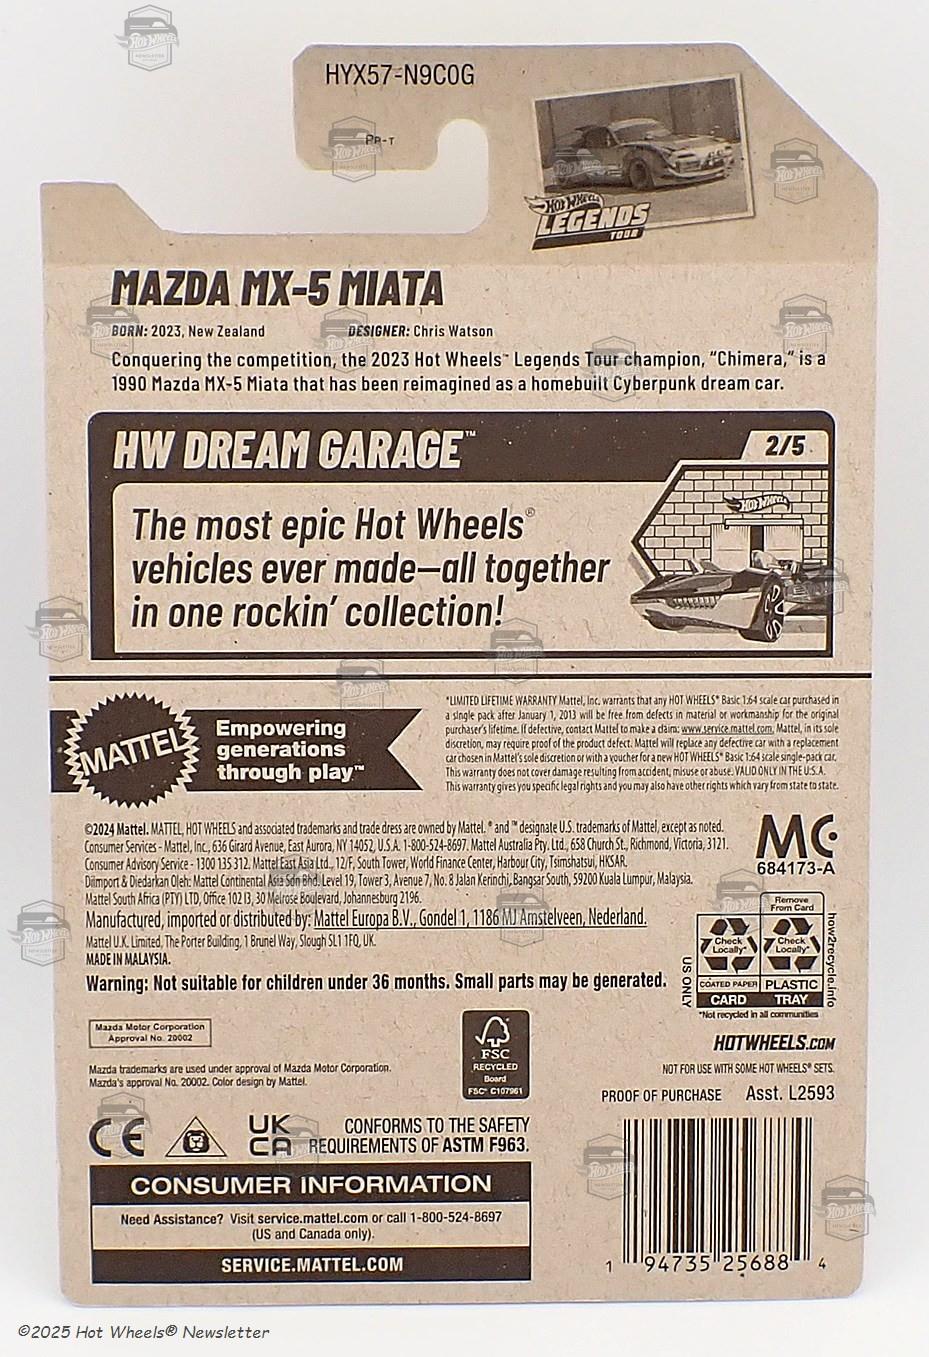 HYX57-N9C0G
PP-T
HOT WHEELS
LEGENDS
TOUR
MAZDA MX-5 MIATA
BORN: 2023, New Zealand DESIGNER: Chris Watson
Conquering the competition, the 2023 Hot Wheels™ Legends Tour champion, “Chimera,” is a
1990 Mazda MX-5 Miata that has been reimagined as a homebuilt Cyberpunk dream car.
HW DREAM GARAGE™
2/5
The most epic Hot Wheels®
vehicles ever made—all together
in one rockin’ collection!
HOT WHEELS
MATTEL
Empowering
generations
through play™
*LIMITED LIFETIME WARRANTY Mattel, Inc. warrants that any HOT WHEELS® Basic 1:64 scale car purchased in
a single pack after January 1, 2013 will be free from defects in material or workmanship for the original
purchaser's lifetime. If defective, contact Mattel to make a claim: www.service.mattel.com. Mattel, in its sole
discretion, may require proof of the product defect. Mattel will replace any defective car with a replacement
car chosen in Mattel's sole discretion or with a voucher for a new HOT WHEELS® Basic 1:64 scale single-pack car.
This warranty does not cover damage resulting from accident, misuse or abuse. VALID ONLY IN THE U.S.A.
This warranty gives you specific legal rights and you may also have other rights which vary from state to state.
©2024 Mattel. MATTEL, HOT WHEELS and associated trademarks and trade dress are owned by Mattel. ® and ™ designate U.S. trademarks of Mattel, except as noted.
Consumer Services - Mattel, Inc., 636 Girard Avenue, East Aurora, NY 14052, U.S.A. 1-800-524-8697. Mattel Australia Pty. Ltd., 658 Church St., Richmond, Victoria, 3121.
Consumer Advisory Service - 1300 135 312. Mattel East Asia Ltd., 12/F, South Tower, World Finance Center, Harbour City, Tsimshatsui, HKSAR.
Diimport & Diedarkan Oleh: Mattel Continental Asia Sdn Bhd. Level 19, Tower 3, Avenue 7, No. 8 Jalan Kerinchi, Bangsar South, 59200 Kuala Lumpur, Malaysia.
Mattel South Africa (PTY) LTD, Office 102 I3, 30 Melrose Boulevard, Johannesburg 2196.
Manufactured, imported or distributed by: Mattel Europa B.V., Gondel 1, 1186 MJ Amstelveen, Nederland.
Mattel U.K. Limited, The Porter Building, 1 Brunel Way, Slough SL1 1FQ, UK.
MADE IN MALAYSIA.
Warning: Not suitable for children under 36 months. Small parts may be generated.
MC
684173-A
Remove
From Card
Check
Locally*
Check
Locally*
COATED PAPER
PLASTIC
CARD
TRAY
US ONLY
how2recycle.info
*Not recycled in all communities
Mazda Motor Corporation
Approval No. 20002
Mazda trademarks are used under approval of Mazda Motor Corporation.
Mazda's approval No. 20002. Color design by Mattel.
FSC
RECYCLED
Board
FSC® C107961
HOTWHEELS.COM
NOT FOR USE WITH SOME HOT WHEELS® SETS.
PROOF OF PURCHASE Asst. L2593
CE
UK
CA
CONFORMS TO THE SAFETY
REQUIREMENTS OF ASTM F963.
CONSUMER INFORMATION
Need Assistance? Visit service.mattel.com or call 1-800-524-8697
(US and Canada only).
SERVICE.MATTEL.COM
1 94735 25688 4
©2025 Hot Wheels® Newsletter